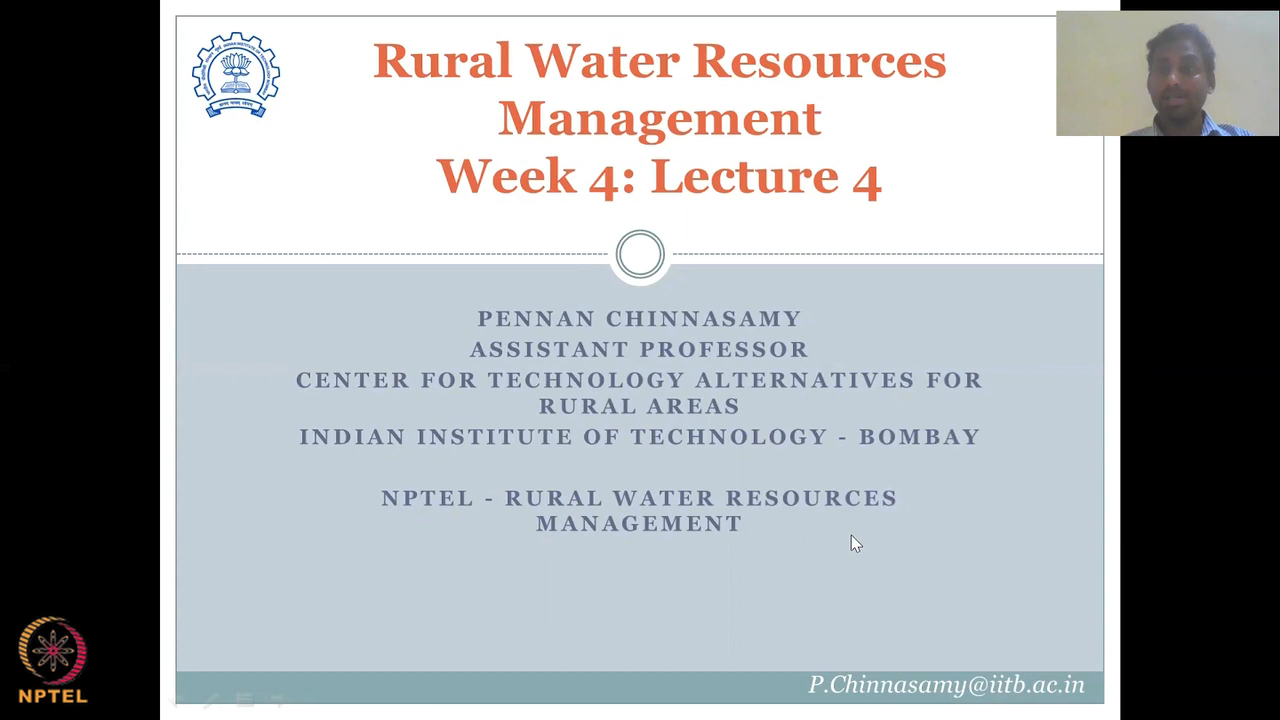 Rural Water Resources
Management
Week 4: Lecture 4
PENNAN CHINNASAMY
ASSISTANT PROFESSOR
CENTER FOR TECHNOLOGY ALTERNATIVES FOR
RURAL AREAS
INDIAN INSTITUTE OF TECHNOLOGY - BOMBAY
NPTEL - RURAL WATER RESOURCES
MANAGEMENT
P.Chinnasamy@iitb.ac.in
NPTEL